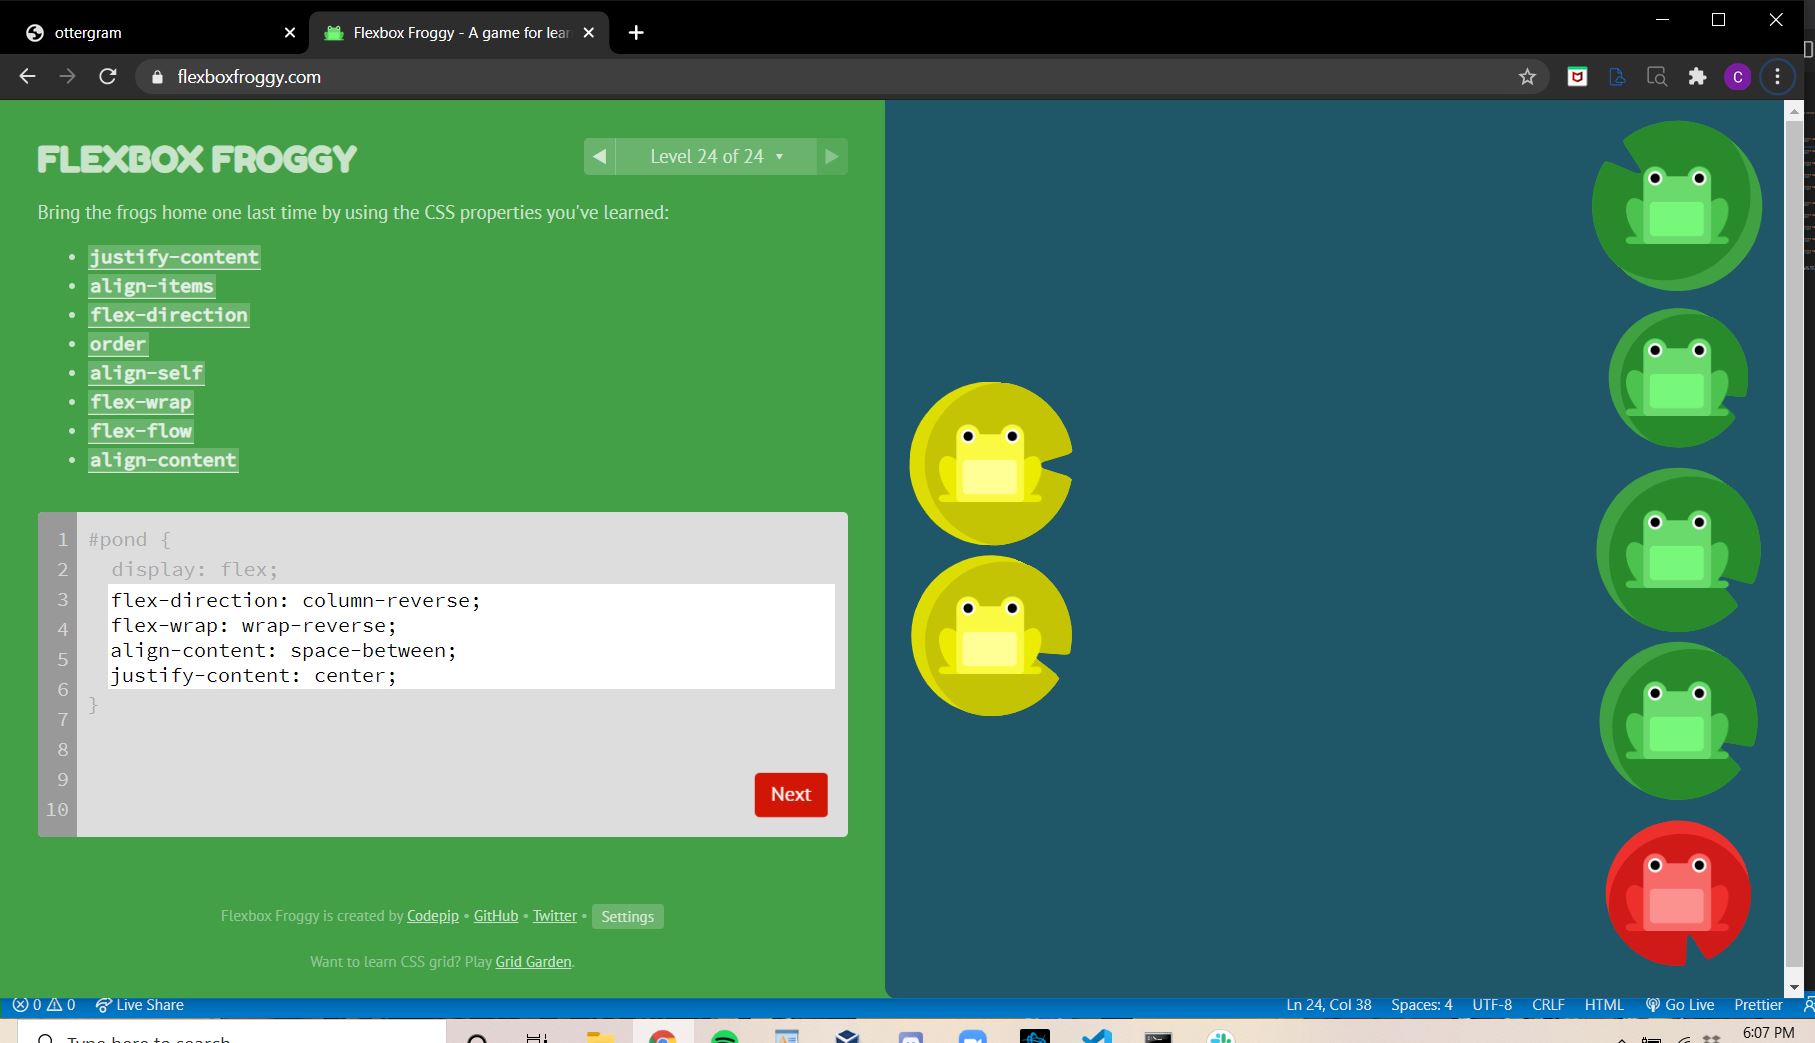 ottergram
Flexbox Froggy - A game for lear
flexboxfroggy.com
C
FLEXBOX FROGGY
Level 24 of 24
Bring the frogs home one last time by using the CSS properties you've learned:
• justify-content
• align-items
• flex-direction
• order
• align-self
• flex-wrap
• flex-flow
• align-content
1 #pond {
2 display: flex;
3 flex-direction: column-reverse;
4 flex-wrap: wrap-reverse;
5 align-content: space-between;
6 justify-content: center;
7 }
8
9
10
Next
Flexbox Froggy is created by Codepip • GitHub • Twitter • Settings
Want to learn CSS grid? Play Grid Garden.
0 0 Live Share Ln 24, Col 38 Spaces: 4 UTF-8 CRLF HTML Go Live Prettier
Type here to search 6:07 PM